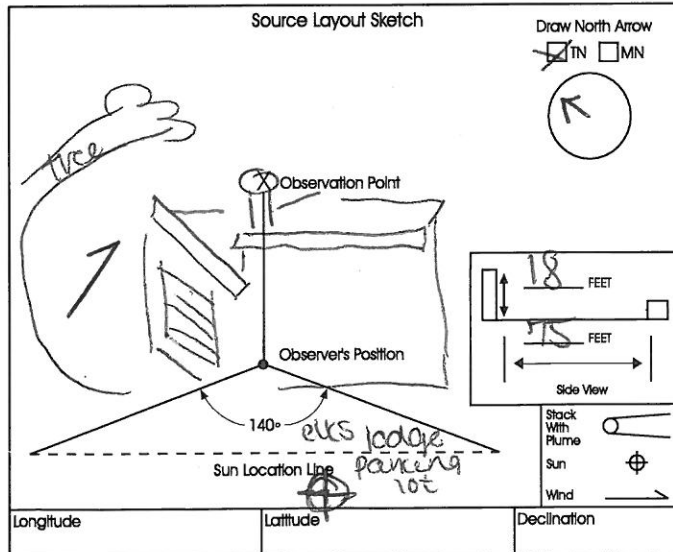 Source Layout Sketch
Draw North Arrow
TN MN
tree
X Observation Point
18 FEET
75 FEET
Side View
Observer's Position
140°
elks lodge
parking
lot
Sun Location Line
Stack
With
Plume
Sun
Wind
Longitude
Latitude
Declination